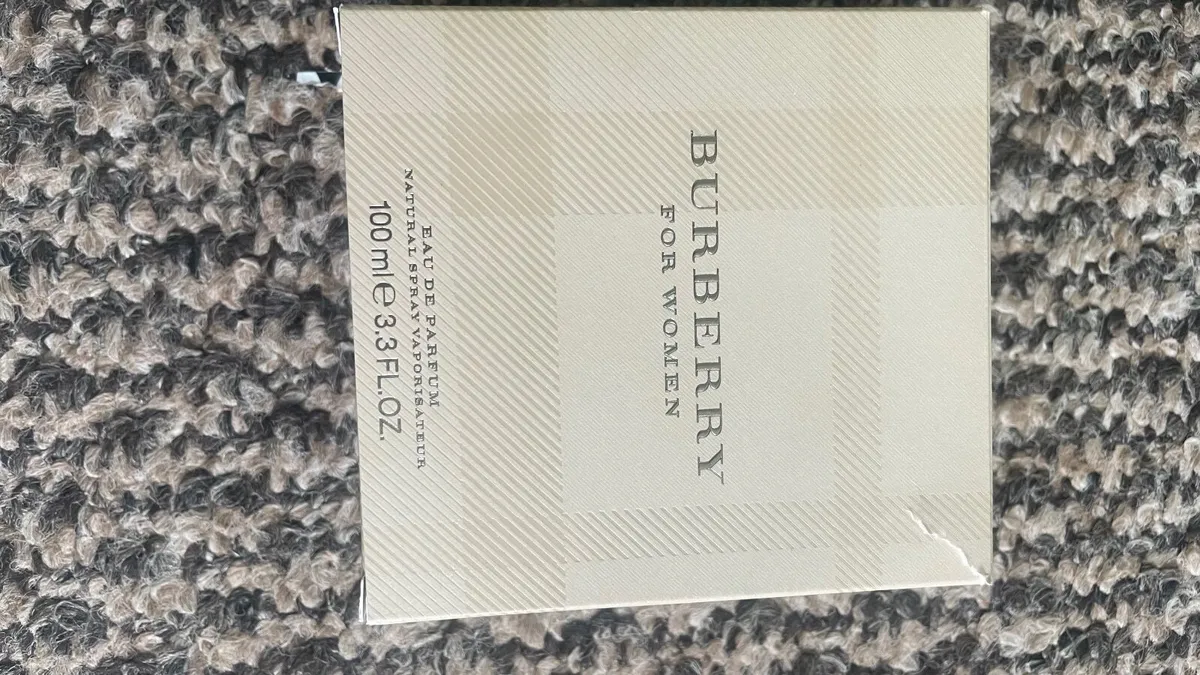 BURBERRY
FOR WOMEN
EAU DE PARFUM
NATURAL SPRAY VAPORISATEUR
100 ml ℮ 3.3 FL.OZ.